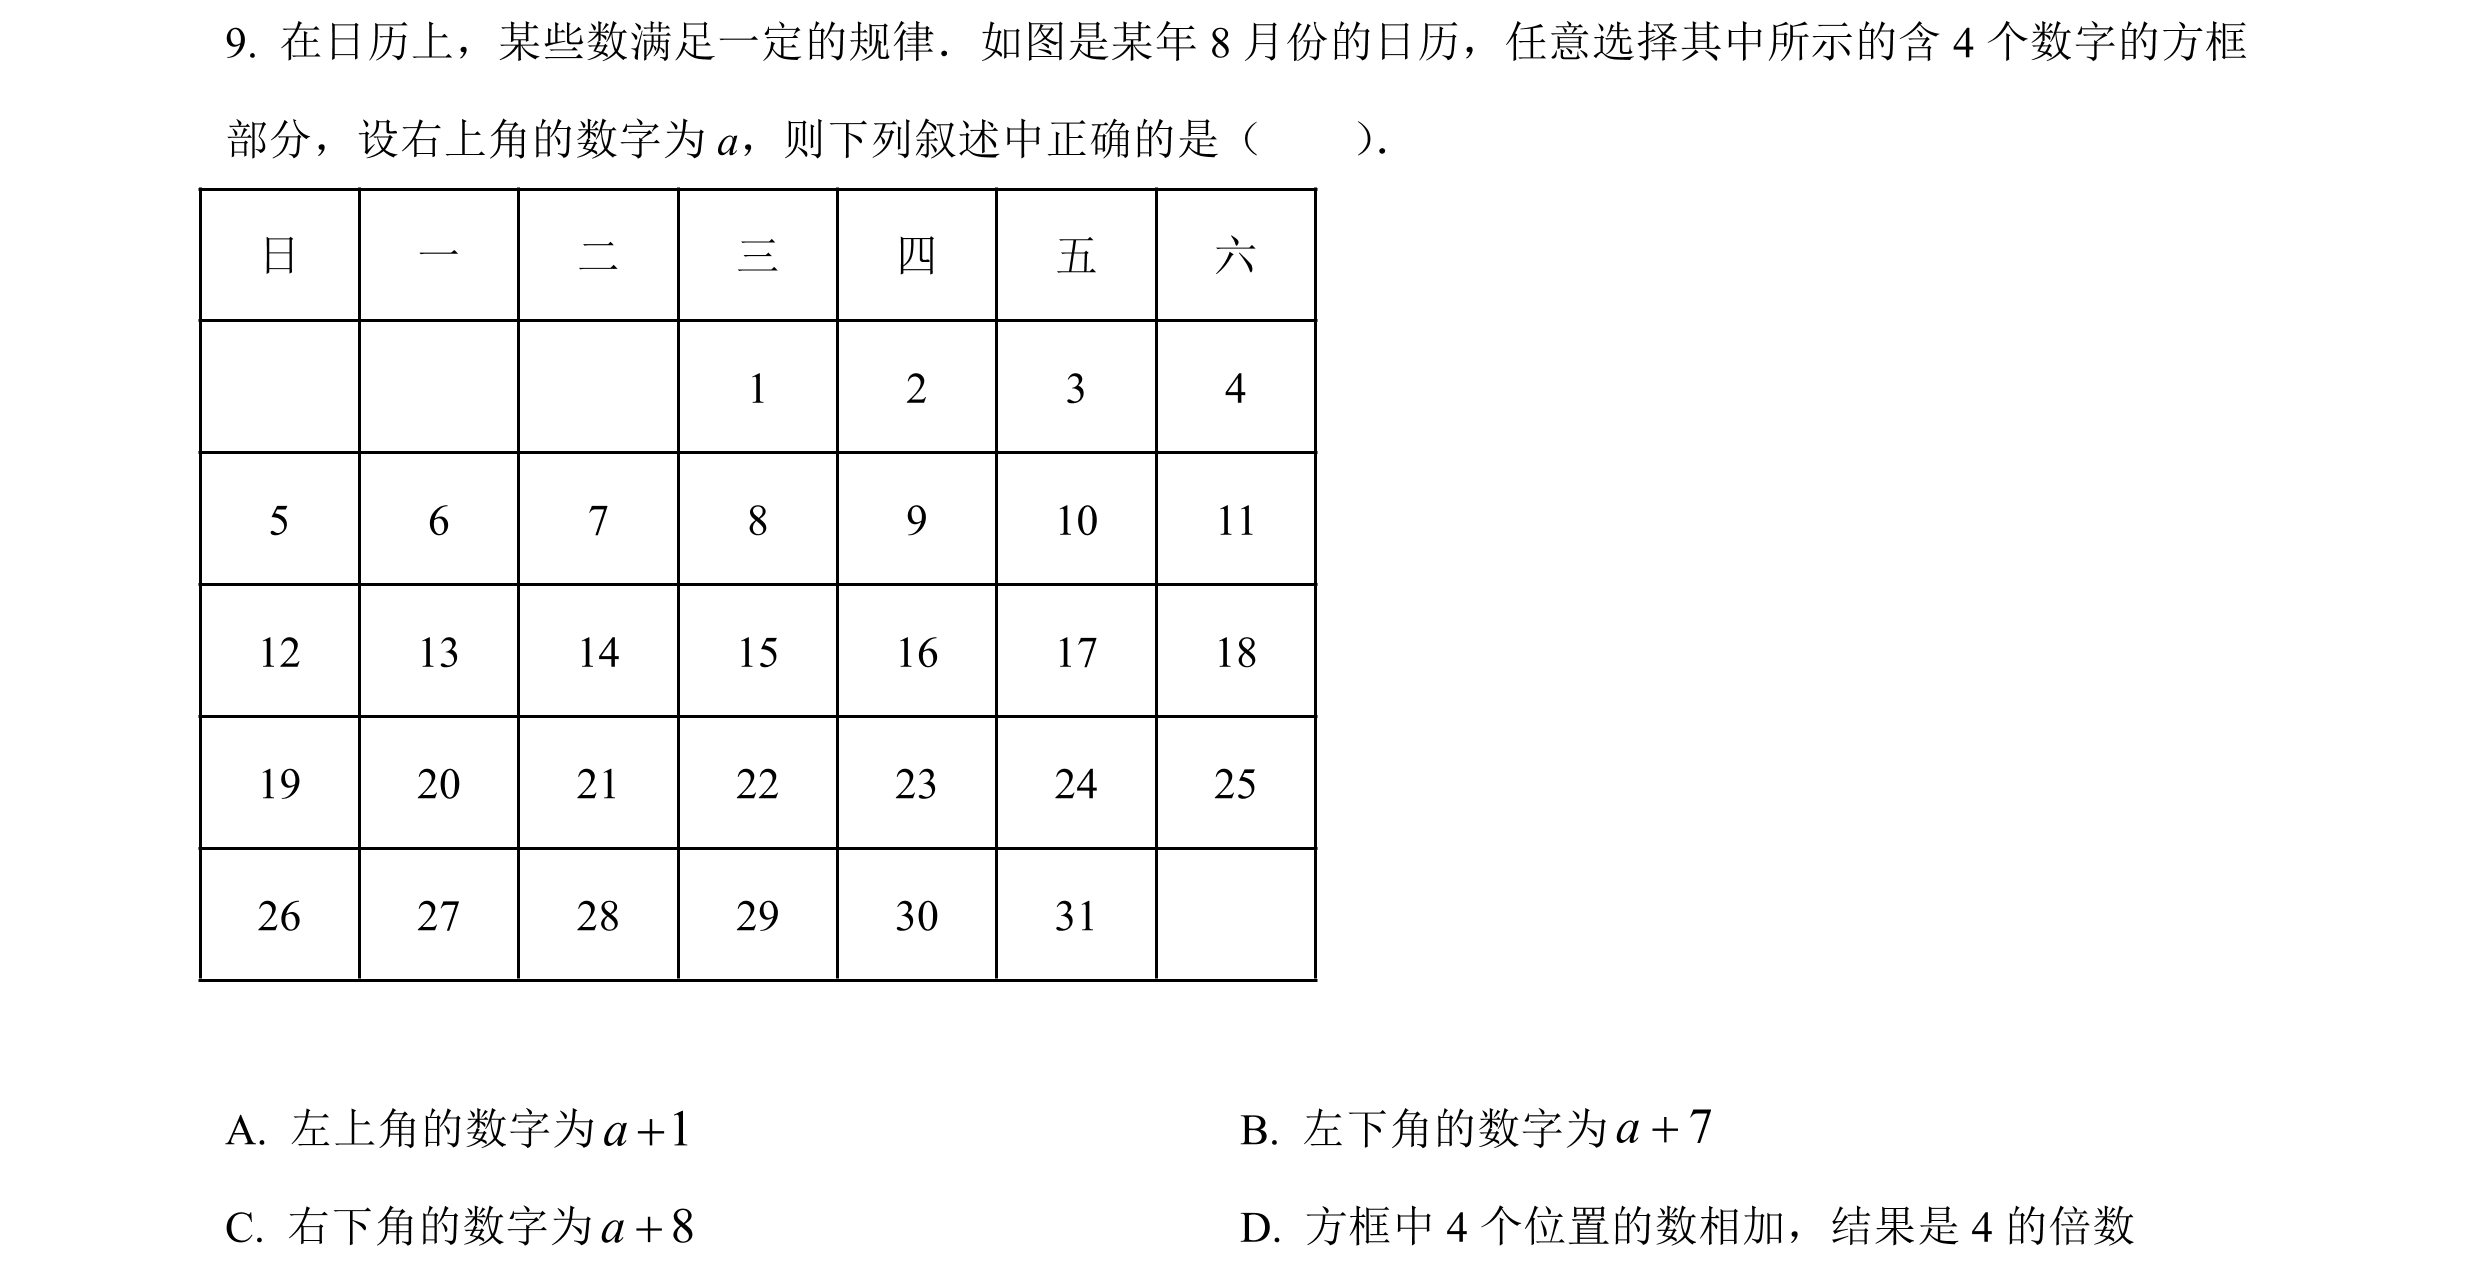 9. 在日历上，某些数满足一定的规律．如图是某年 8 月份的日历，任意选择其中所示的含 4 个数字的方框
部分，设右上角的数字为 a，则下列叙述中正确的是（　　）.
日 一 二 三 四 五 六
1 2 3 4
5 6 7 8 9 10 11
12 13 14 15 16 17 18
19 20 21 22 23 24 25
26 27 28 29 30 31
A. 左上角的数字为 a+1 B. 左下角的数字为 a+7
C. 右下角的数字为 a+8 D. 方框中 4 个位置的数相加，结果是 4 的倍数